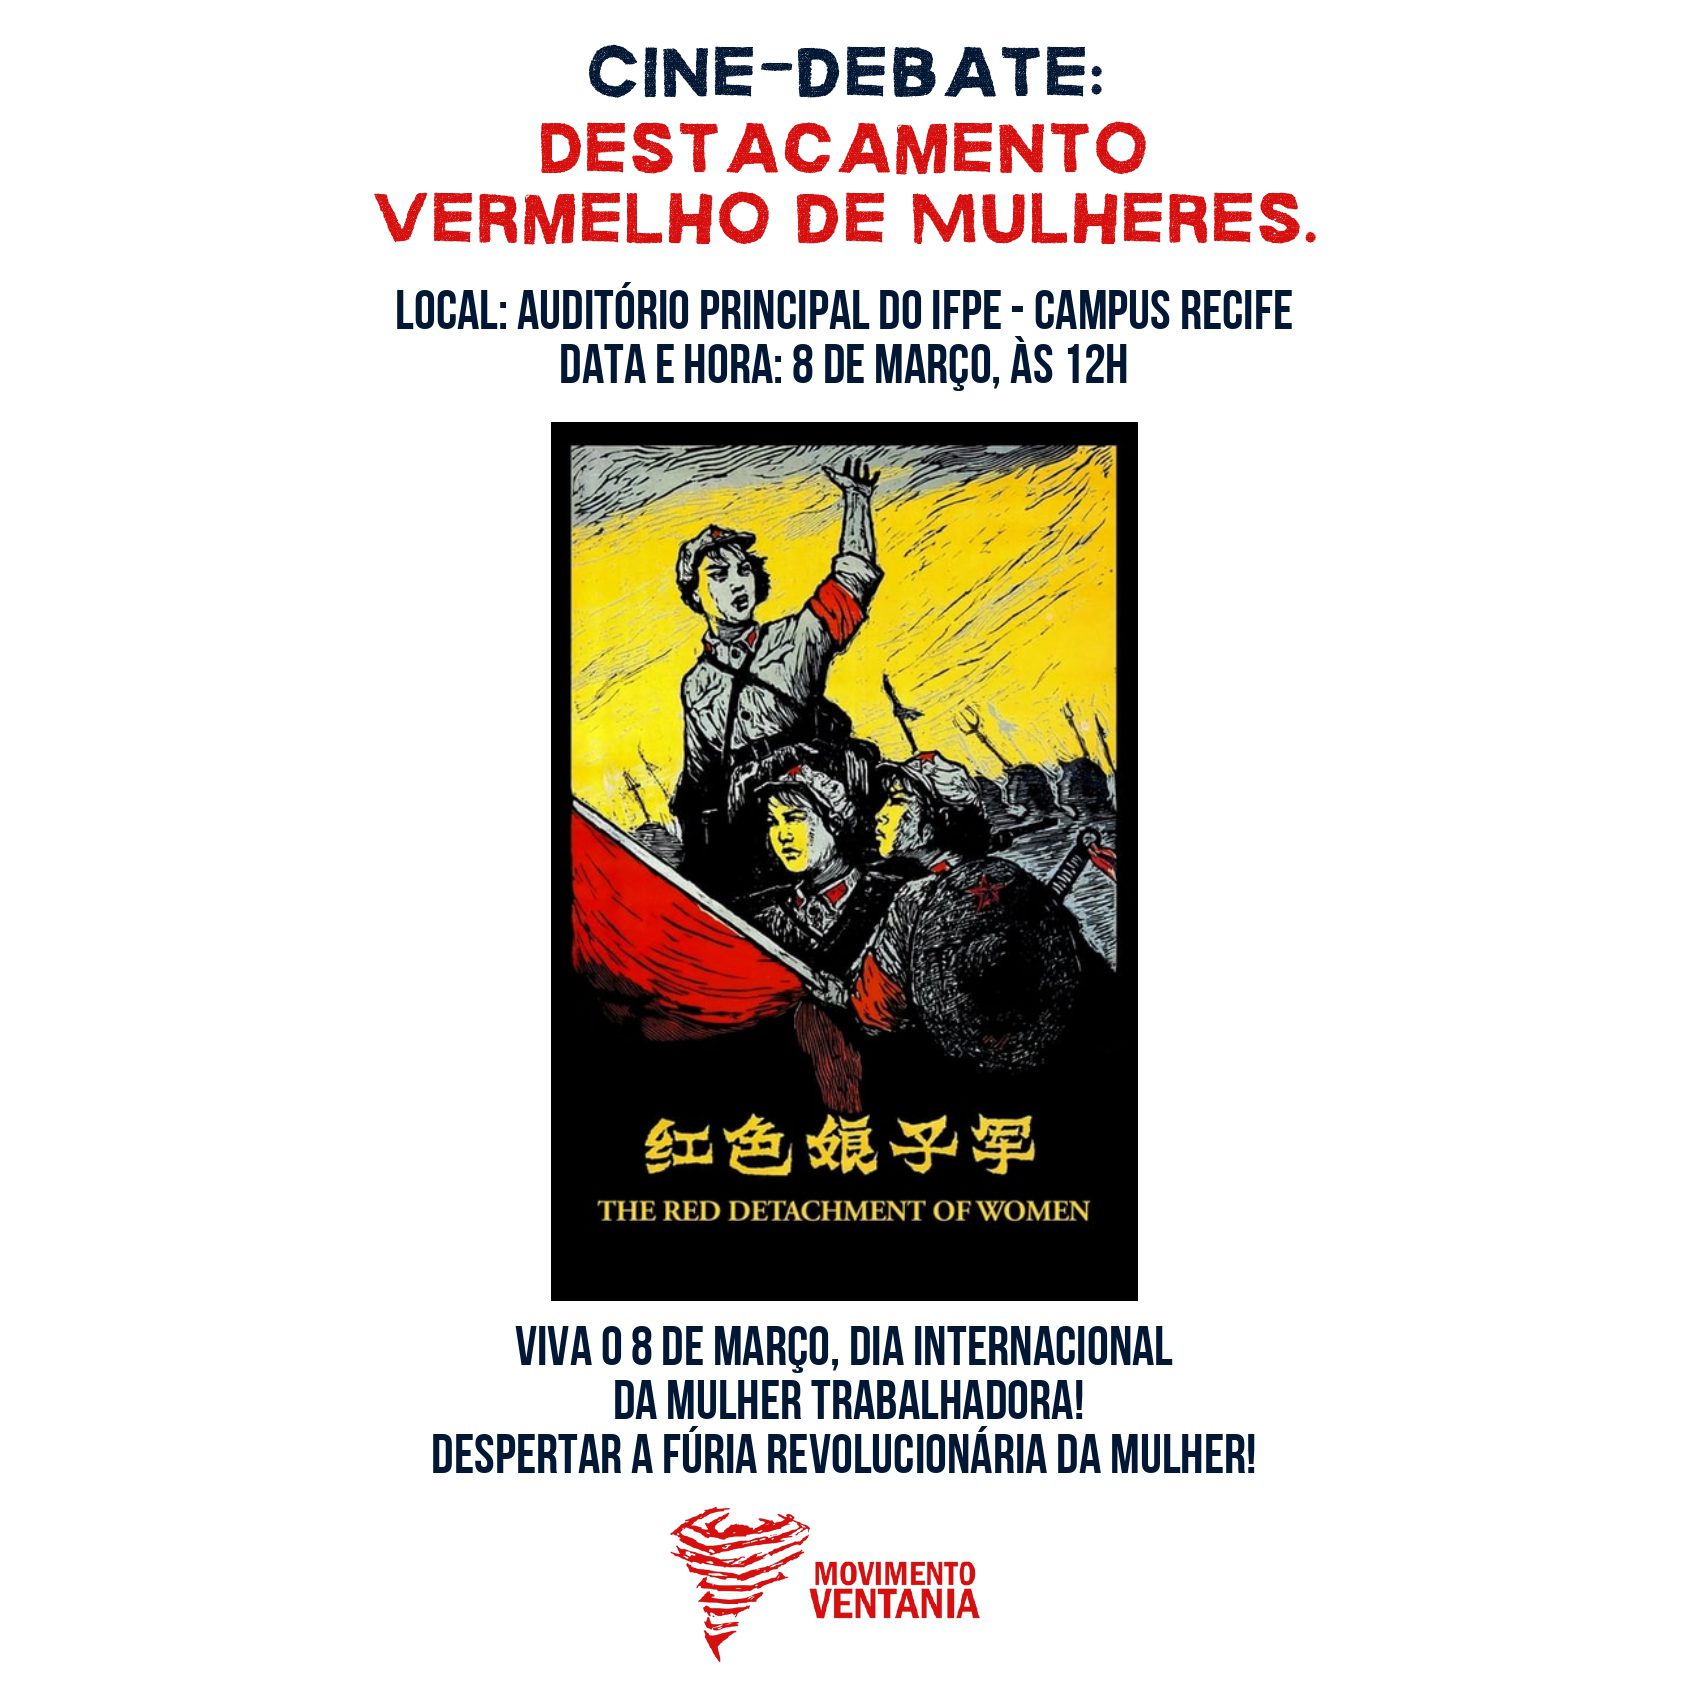 CINE-DEBATE:
DESTACAMENTO
VERMELHO DE MULHERES.
LOCAL: AUDITÓRIO PRINCIPAL DO IFPE - CAMPUS RECIFE
DATA E HORA: 8 DE MARÇO, ÀS 12H
红色娘子军
THE RED DETACHMENT OF WOMEN
VIVA O 8 DE MARÇO, DIA INTERNACIONAL
DA MULHER TRABALHADORA!
DESPERTAR A FÚRIA REVOLUCIONÁRIA DA MULHER!
MOVIMENTO
VENTANIA